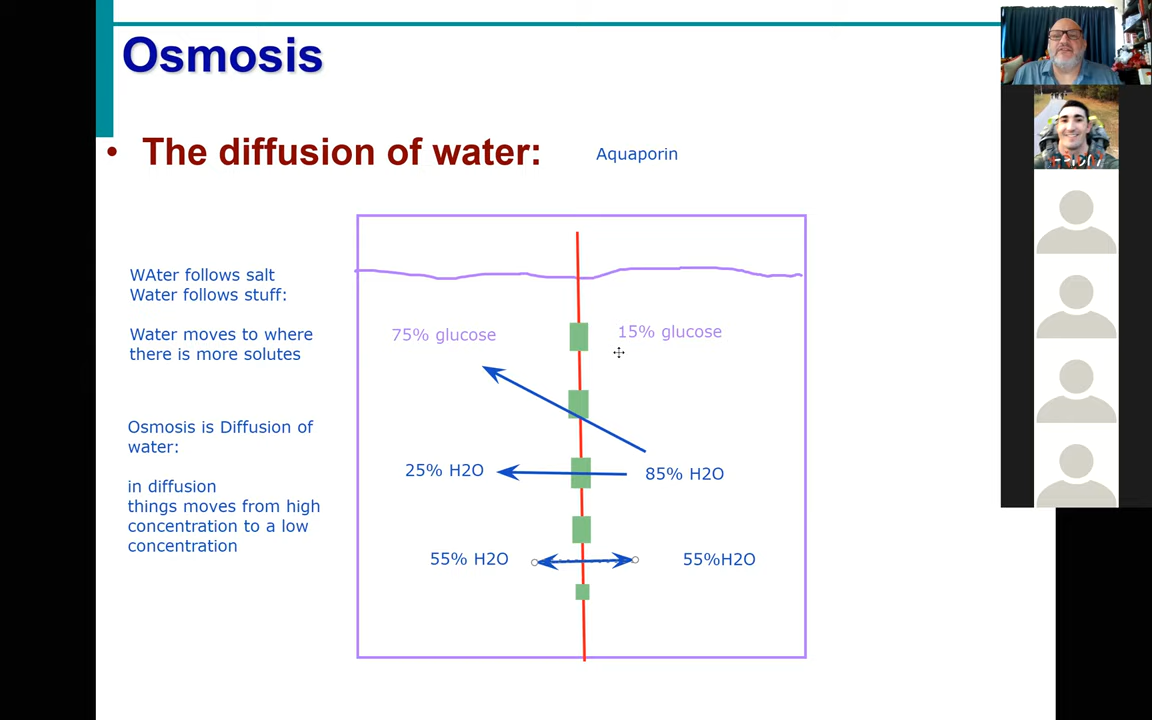 Osmosis
• The diffusion of water:
Aquaporin
WAter follows salt
Water follows stuff:
Water moves to where
there is more solutes
Osmosis is Diffusion of
water:
in diffusion
things moves from high
concentration to a low
concentration
75% glucose
15% glucose
25% H2O
85% H2O
55% H2O
55%H2O